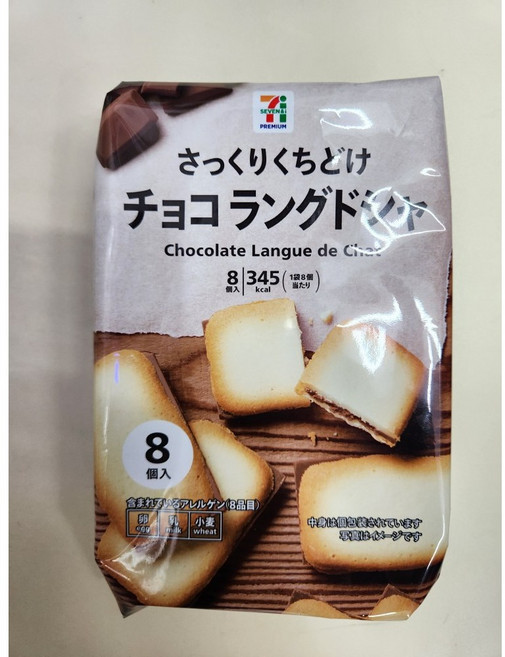 SEVEN&i
PREMIUM
さっくりくちどけ
チョコラングドシャ
Chocolate Langue de Chat
8個入 345kcal (1袋8個当たり)
8
個入
含まれているアレルゲン(8品目)
卵 乳 小麦
egg milk wheat
中身は個包装されています
写真はイメージです